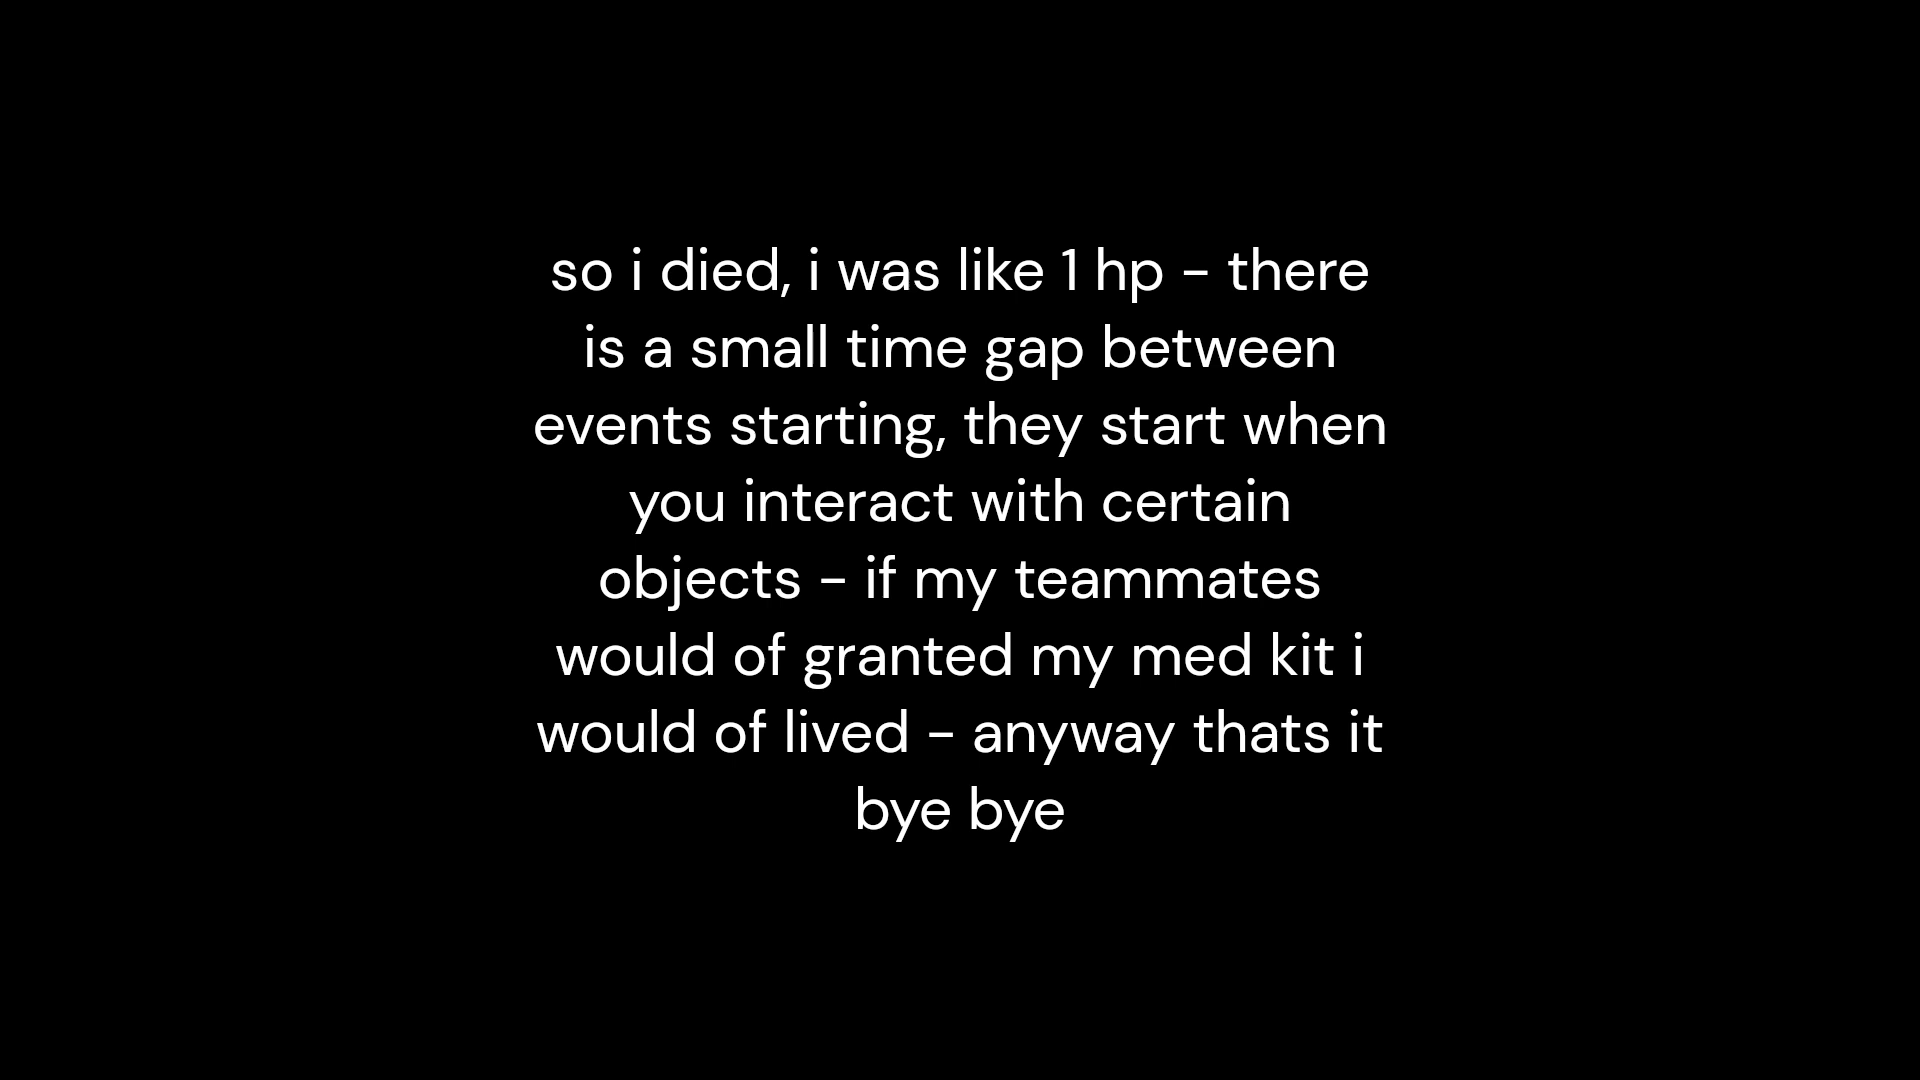 so i died, i was like 1 hp - there
is a small time gap between
events starting, they start when
you interact with certain
objects - if my teammates
would of granted my med kit i
would of lived - anyway thats it
bye bye